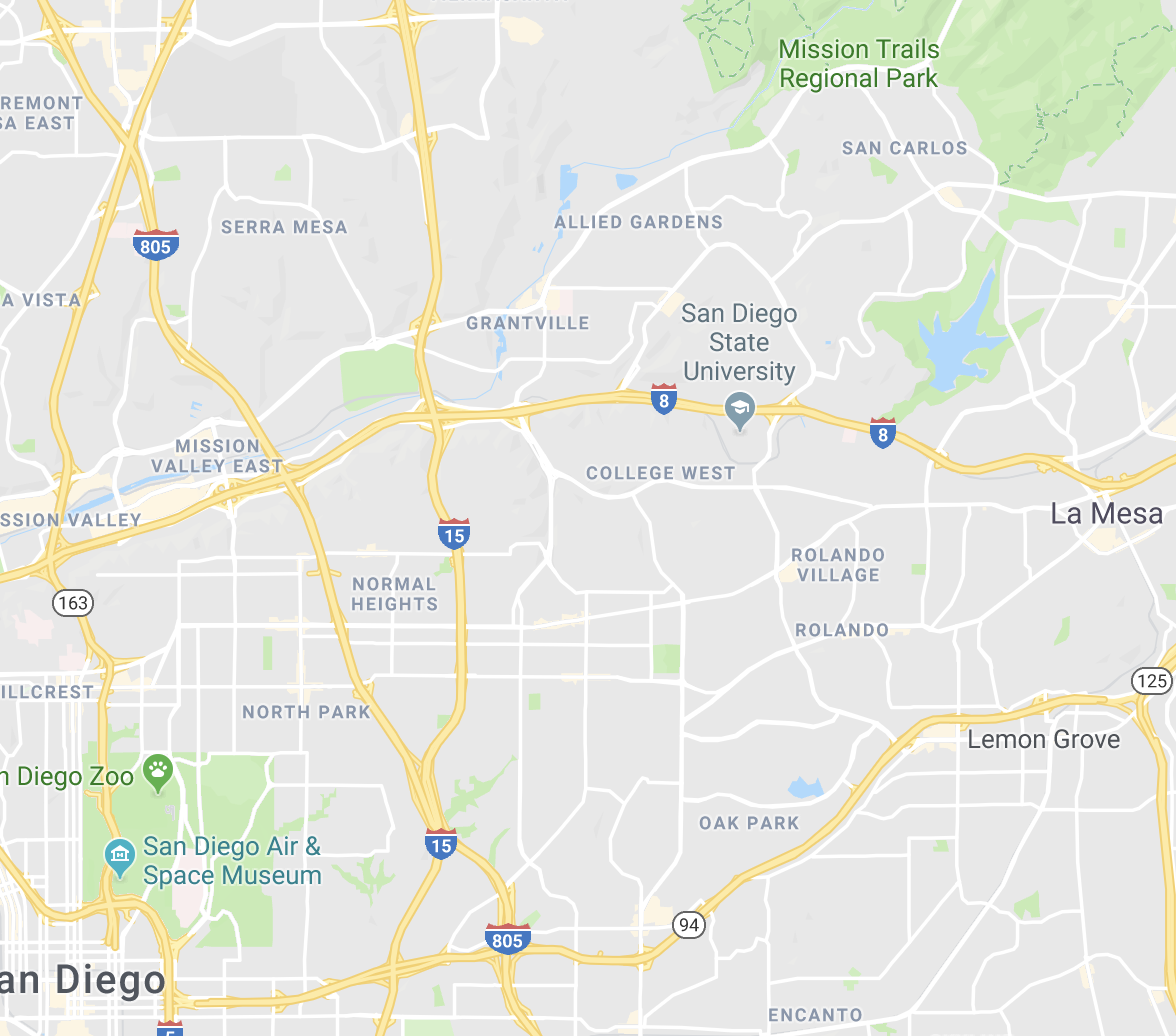 Mission Trails
Regional Park
REMONT
SA EAST
SAN CARLOS
SERRA MESA
ALLIED GARDENS
805
A VISTA
GRANTVILLE
San Diego
State
University
8
8
MISSION
VALLEY EAST
COLLEGE WEST
SSION VALLEY
15
La Mesa
ROLANDO
VILLAGE
NORMAL
HEIGHTS
163
ROLANDO
125
ILLCREST
NORTH PARK
Lemon Grove
n Diego Zoo
OAK PARK
San Diego Air &
Space Museum
15
94
805
an Diego
ENCANTO
5